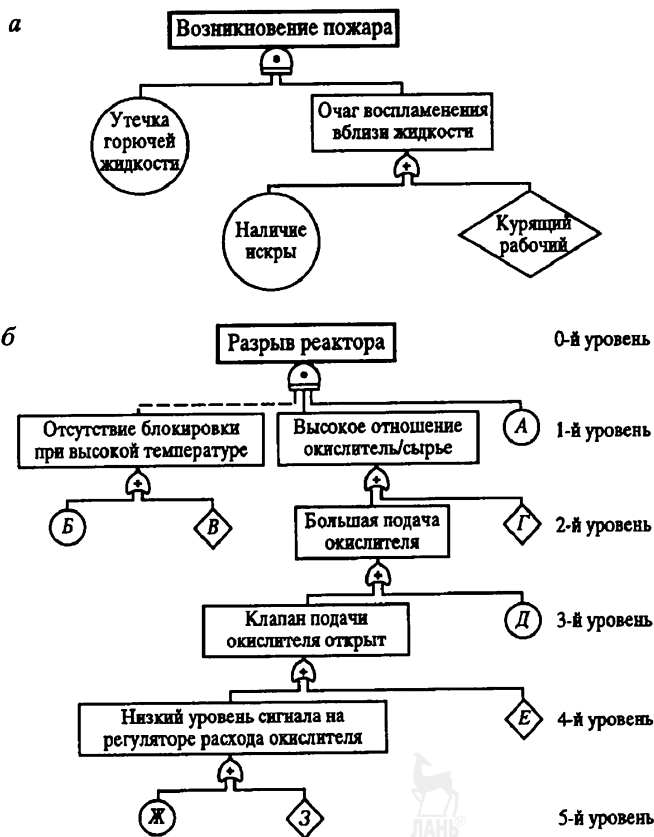 а
Возникновение пожара
Утечка
горючей
жидкости
Очаг воспламенения
вблизи жидкости
+
Наличие
искры
Курящий
рабочий
б
Разрыв реактора
0-й уровень
Отсутствие блокировки
при высокой температуре
Высокое отношение
окислитель/сырье
А
1-й уровень
+
+
Б
В
Большая подача
окислителя
Г
2-й уровень
+
Клапан подачи
окислителя открыт
Д
3-й уровень
+
Низкий уровень сигнала на
регуляторе расхода окислителя
Е
4-й уровень
+
Ж
З
ЛАНЬ®
5-й уровень